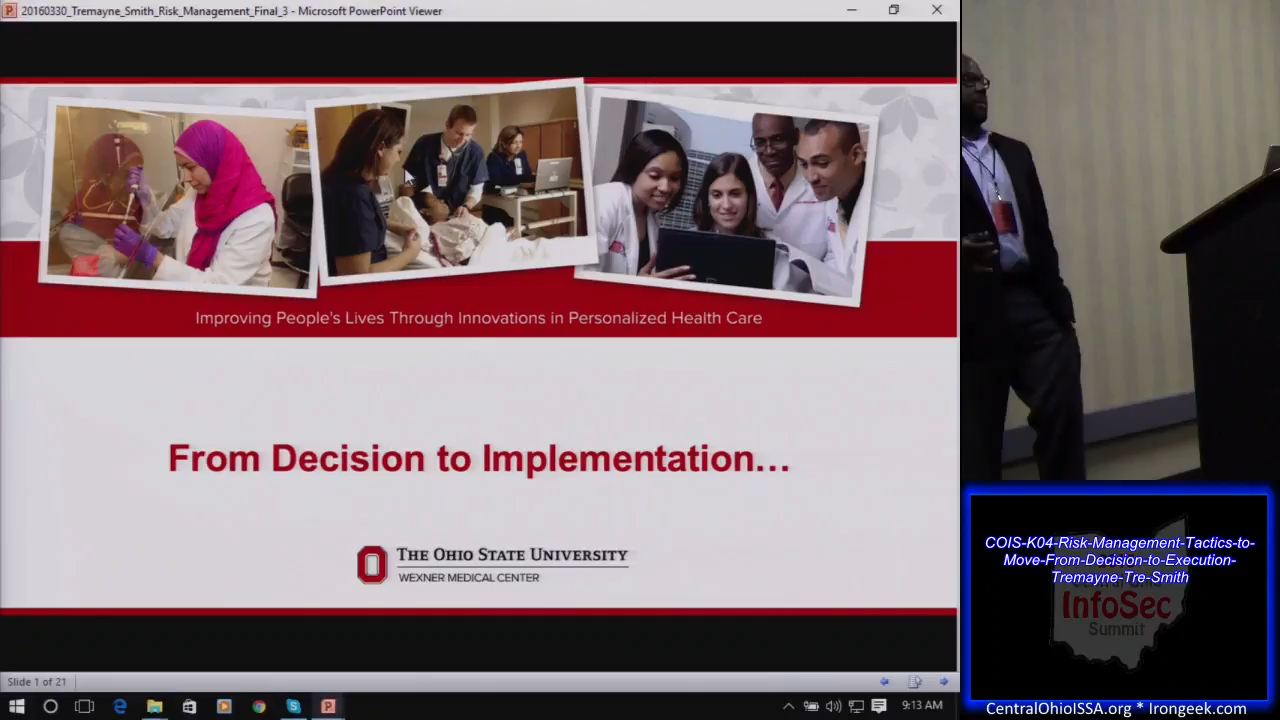 20160330_Tremayne_Smith_Risk_Management_Final_3 - Microsoft PowerPoint Viewer
Improving People's Lives Through Innovations in Personalized Health Care
From Decision to Implementation...
THE OHIO STATE UNIVERSITY
WEXNER MEDICAL CENTER
Slide 1 of 21
9:13 AM
COIS-K04-Risk-Management-Tactics-to-
Move-From-Decision-to-Execution-
Tremayne-Tre-Smith
InfoSec
Summit
CentralOhioISSA.org * Irongeek.com